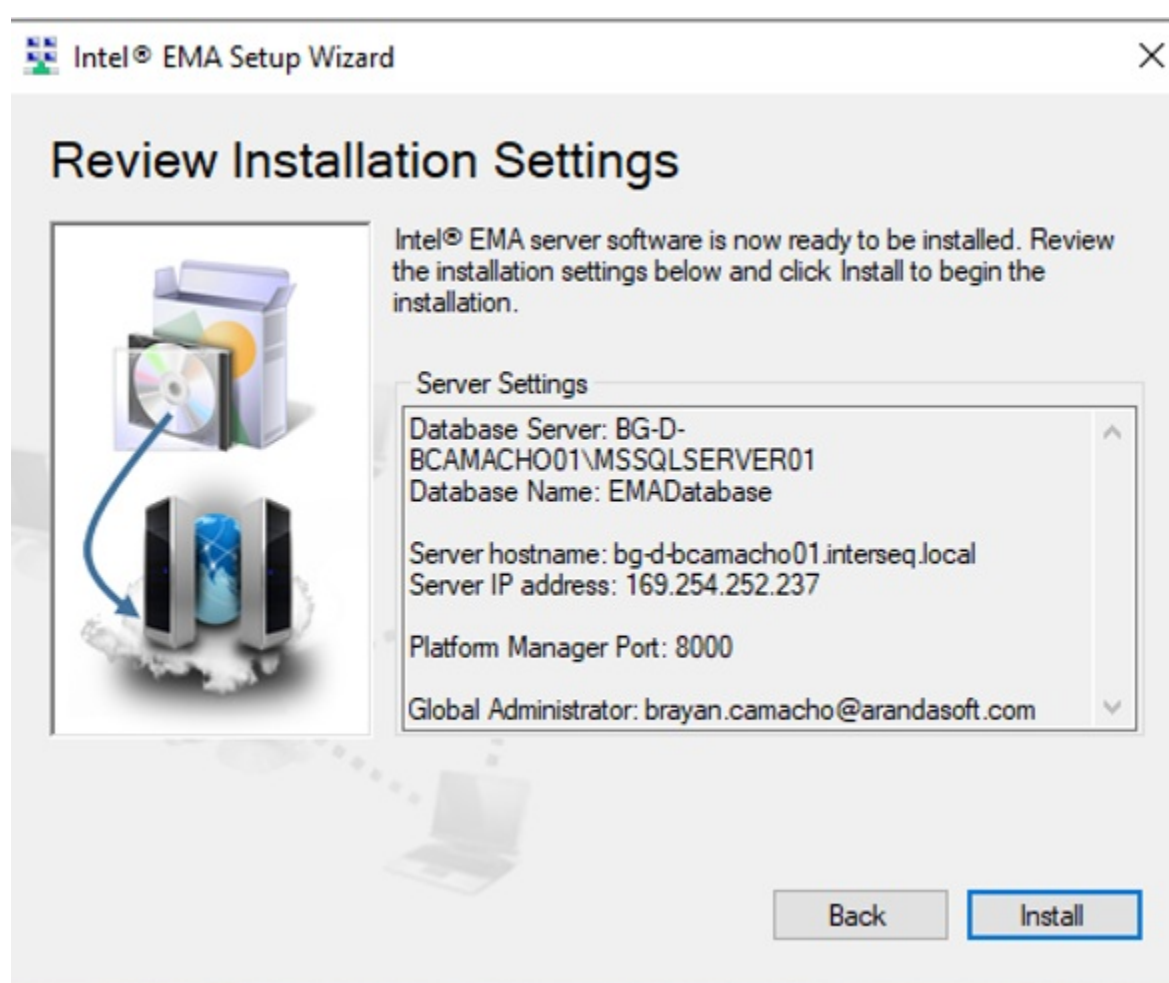 Intel® EMA Setup Wizard
Review Installation Settings
Intel® EMA server software is now ready to be installed. Review
the installation settings below and click Install to begin the
installation.
Server Settings
Database Server: BG-D-
BCAMACHO01\MSSQLSERVER01
Database Name: EMADatabase
Server hostname: bg-d-bcamacho01.interseq.local
Server IP address: 169.254.252.237
Platform Manager Port: 8000
Global Administrator: brayan.camacho@arandasoft.com
Back
Install